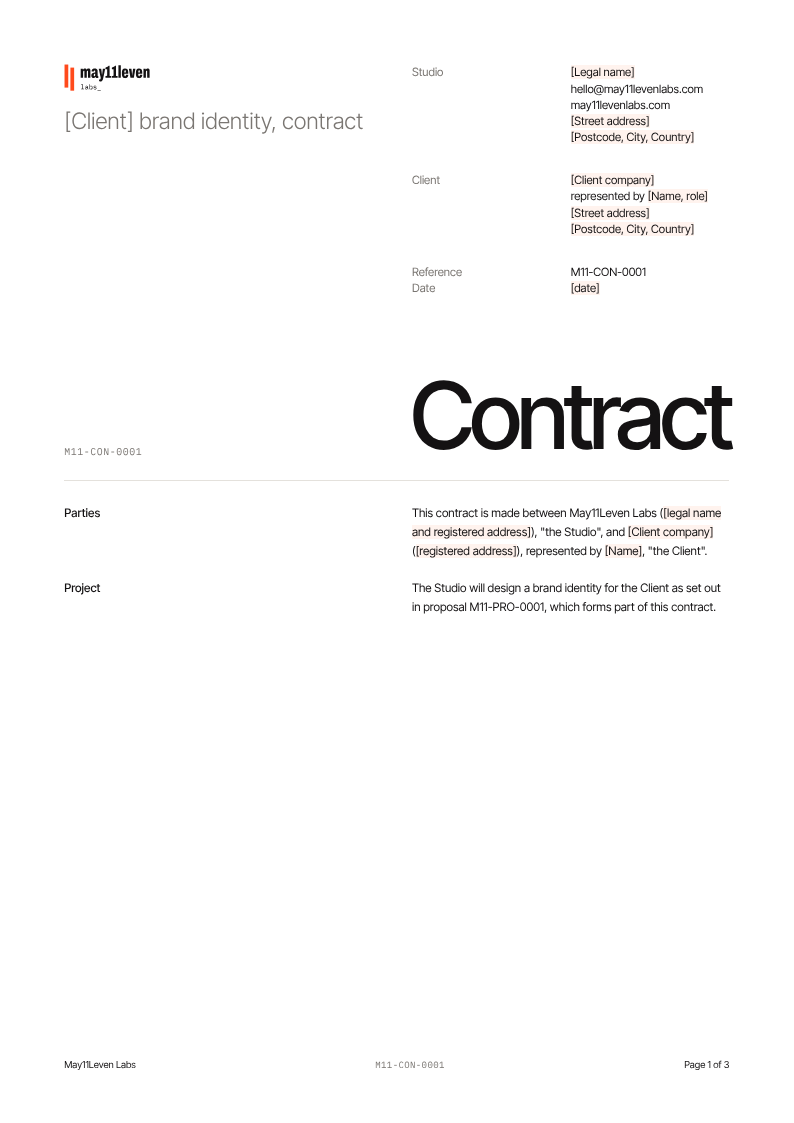 may11leven
labs_
[Client] brand identity, contract
Studio
[Legal name]
hello@may11levenlabs.com
may11levenlabs.com
[Street address]
[Postcode, City, Country]
Client
[Client company]
represented by [Name, role]
[Street address]
[Postcode, City, Country]
Reference
M11-CON-0001
Date
[date]
M11-CON-0001
Contract
Parties
This contract is made between May11Leven Labs ([legal name
and registered address]), "the Studio", and [Client company]
([registered address]), represented by [Name], "the Client".
Project
The Studio will design a brand identity for the Client as set out
in proposal M11-PRO-0001, which forms part of this contract.
May11Leven Labs
M11-CON-0001
Page 1 of 3